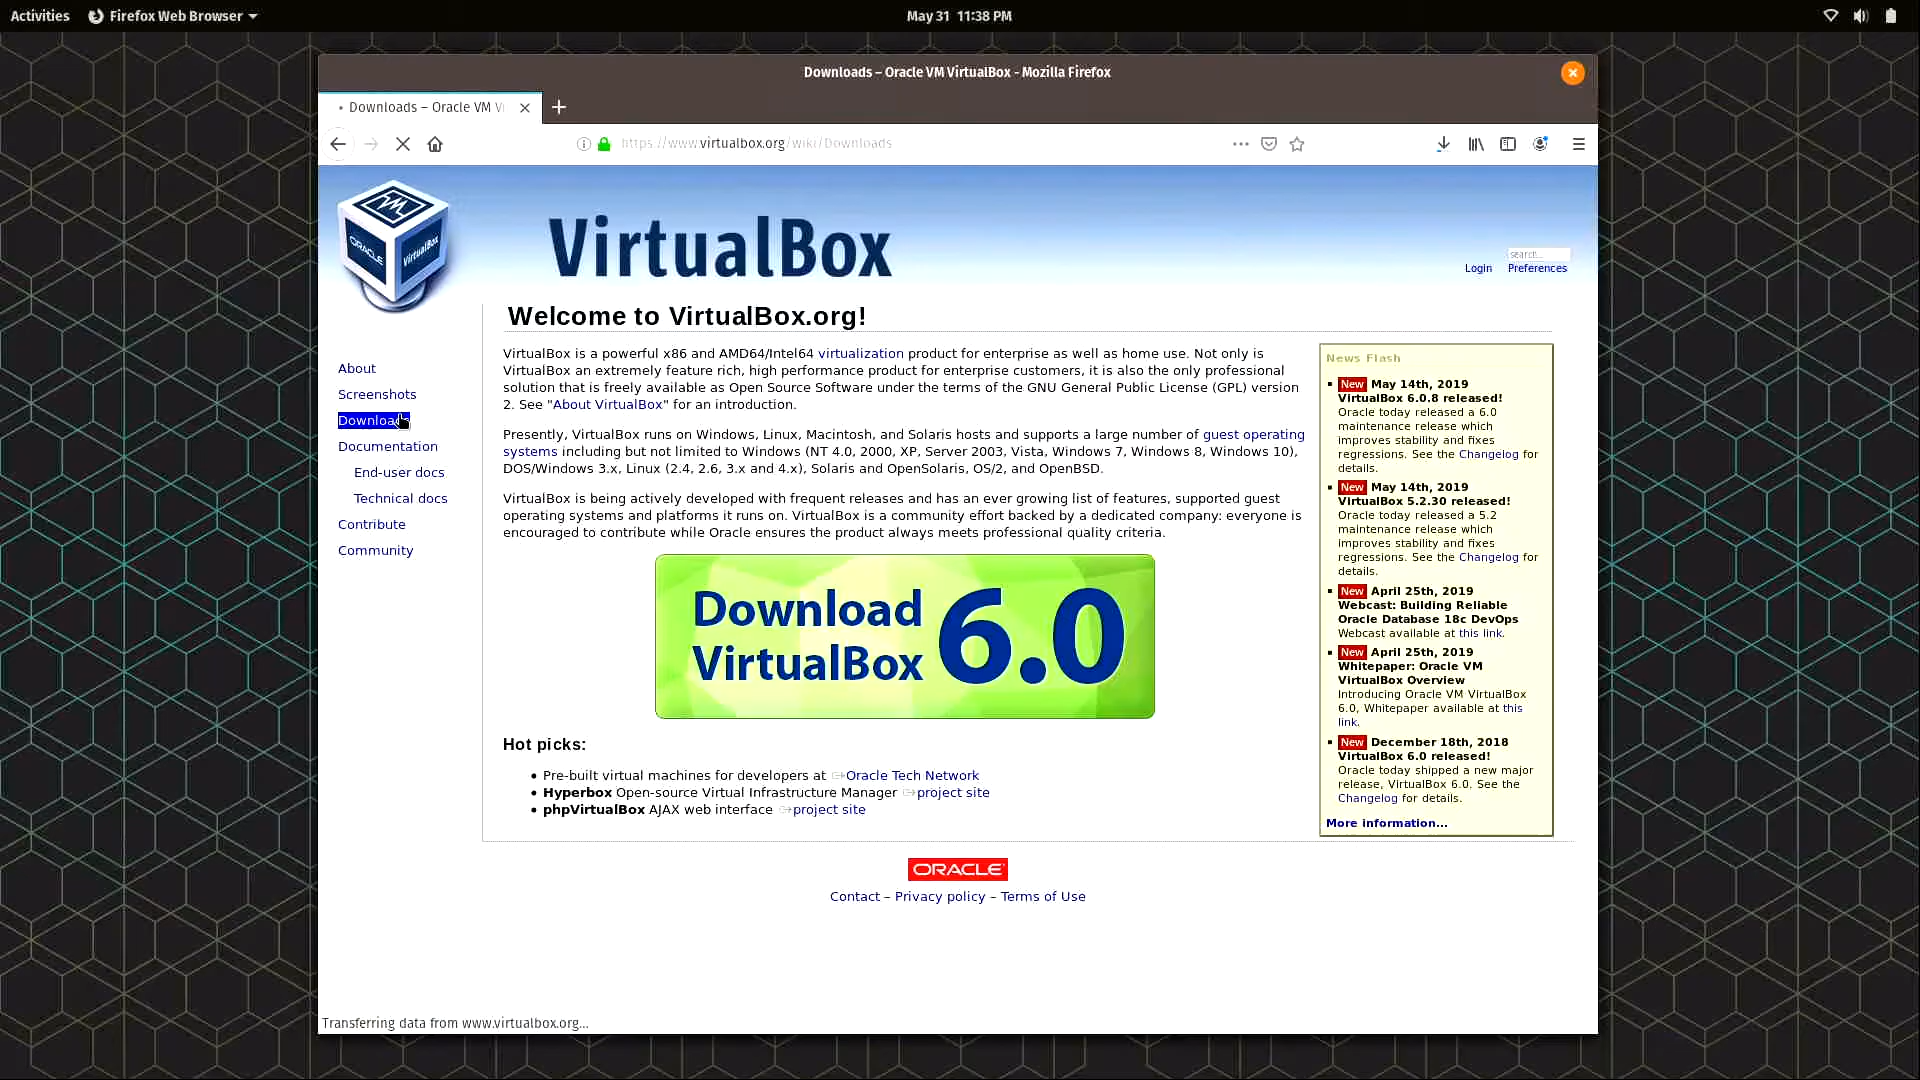 Activities
Firefox Web Browser
May 31 11:38 PM
Downloads – Oracle VM VirtualBox - Mozilla Firefox
Downloads – Oracle VM Vi
https://www.virtualbox.org/wiki/Downloads
ORACLE
VirtualBox
VirtualBox
search...
Login
Preferences
Welcome to VirtualBox.org!
About
Screenshots
Downloads
Documentation
End-user docs
Technical docs
Contribute
Community
VirtualBox is a powerful x86 and AMD64/Intel64 virtualization product for enterprise as well as home use. Not only is
VirtualBox an extremely feature rich, high performance product for enterprise customers, it is also the only professional
solution that is freely available as Open Source Software under the terms of the GNU General Public License (GPL) version
2. See "About VirtualBox" for an introduction.
Presently, VirtualBox runs on Windows, Linux, Macintosh, and Solaris hosts and supports a large number of guest operating
systems including but not limited to Windows (NT 4.0, 2000, XP, Server 2003, Vista, Windows 7, Windows 8, Windows 10),
DOS/Windows 3.x, Linux (2.4, 2.6, 3.x and 4.x), Solaris and OpenSolaris, OS/2, and OpenBSD.
VirtualBox is being actively developed with frequent releases and has an ever growing list of features, supported guest
operating systems and platforms it runs on. VirtualBox is a community effort backed by a dedicated company: everyone is
encouraged to contribute while Oracle ensures the product always meets professional quality criteria.
Download
VirtualBox
6.0
Hot picks:
Pre-built virtual machines for developers at Oracle Tech Network
Hyperbox Open-source Virtual Infrastructure Manager project site
phpVirtualBox AJAX web interface project site
News Flash
New May 14th, 2019
VirtualBox 6.0.8 released!
Oracle today released a 6.0
maintenance release which
improves stability and fixes
regressions. See the Changelog for
details.
New May 14th, 2019
VirtualBox 5.2.30 released!
Oracle today released a 5.2
maintenance release which
improves stability and fixes
regressions. See the Changelog for
details.
New April 25th, 2019
Webcast: Building Reliable
Oracle Database 18c DevOps
Webcast available at this link.
New April 25th, 2019
Whitepaper: Oracle VM
VirtualBox Overview
Introducing Oracle VM VirtualBox
6.0, Whitepaper available at this
link.
New December 18th, 2018
VirtualBox 6.0 released!
Oracle today shipped a new major
release, VirtualBox 6.0. See the
Changelog for details.
More information...
ORACLE
Contact – Privacy policy – Terms of Use
Transferring data from www.virtualbox.org...